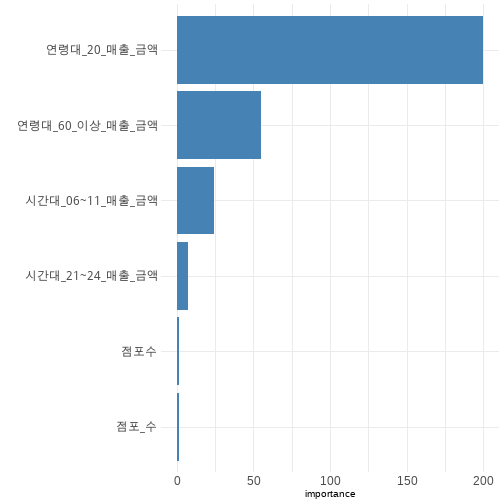 연령대_20_매출_금액
연령대_60_이상_매출_금액
시간대_06~11_매출_금액
시간대_21~24_매출_금액
점포수
점포_수
0 50 100 150 200
importance